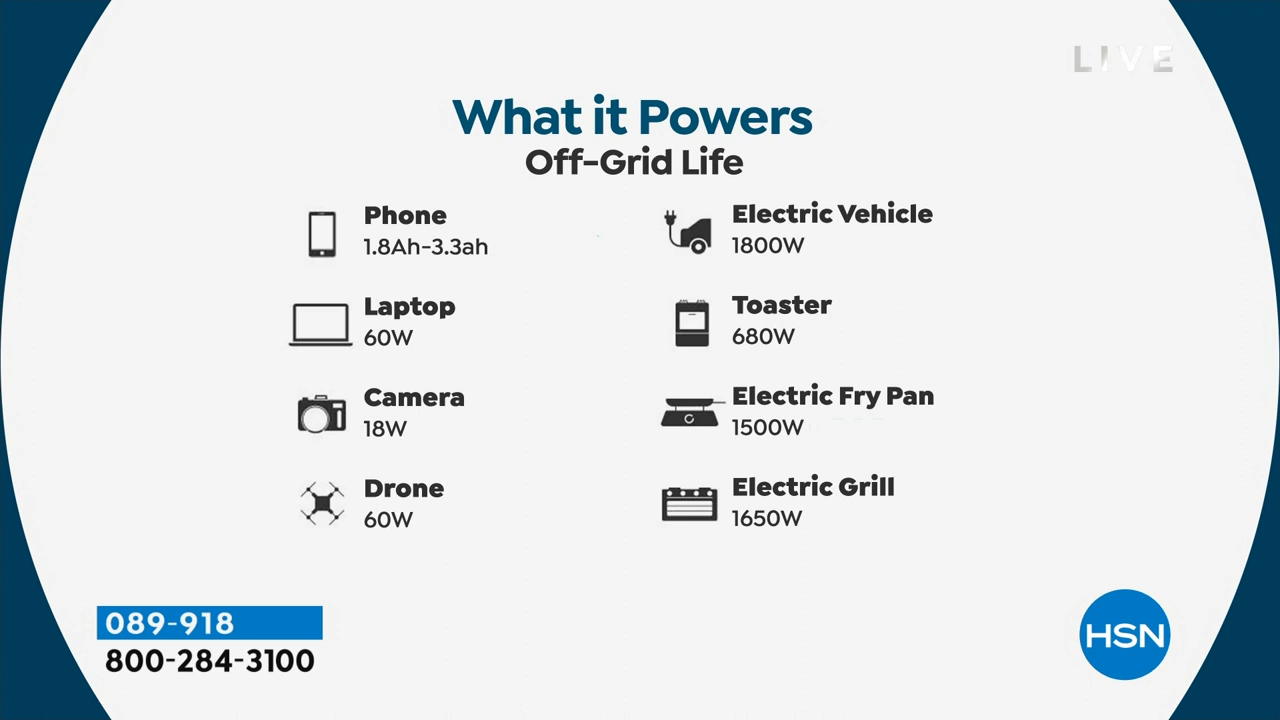 LIVE
What it Powers
Off-Grid Life
Phone
1.8Ah-3.3ah
Laptop
60W
Camera
18W
Drone
60W
Electric Vehicle
1800W
Toaster
680W
Electric Fry Pan
1500W
Electric Grill
1650W
089-918
800-284-3100
HSN